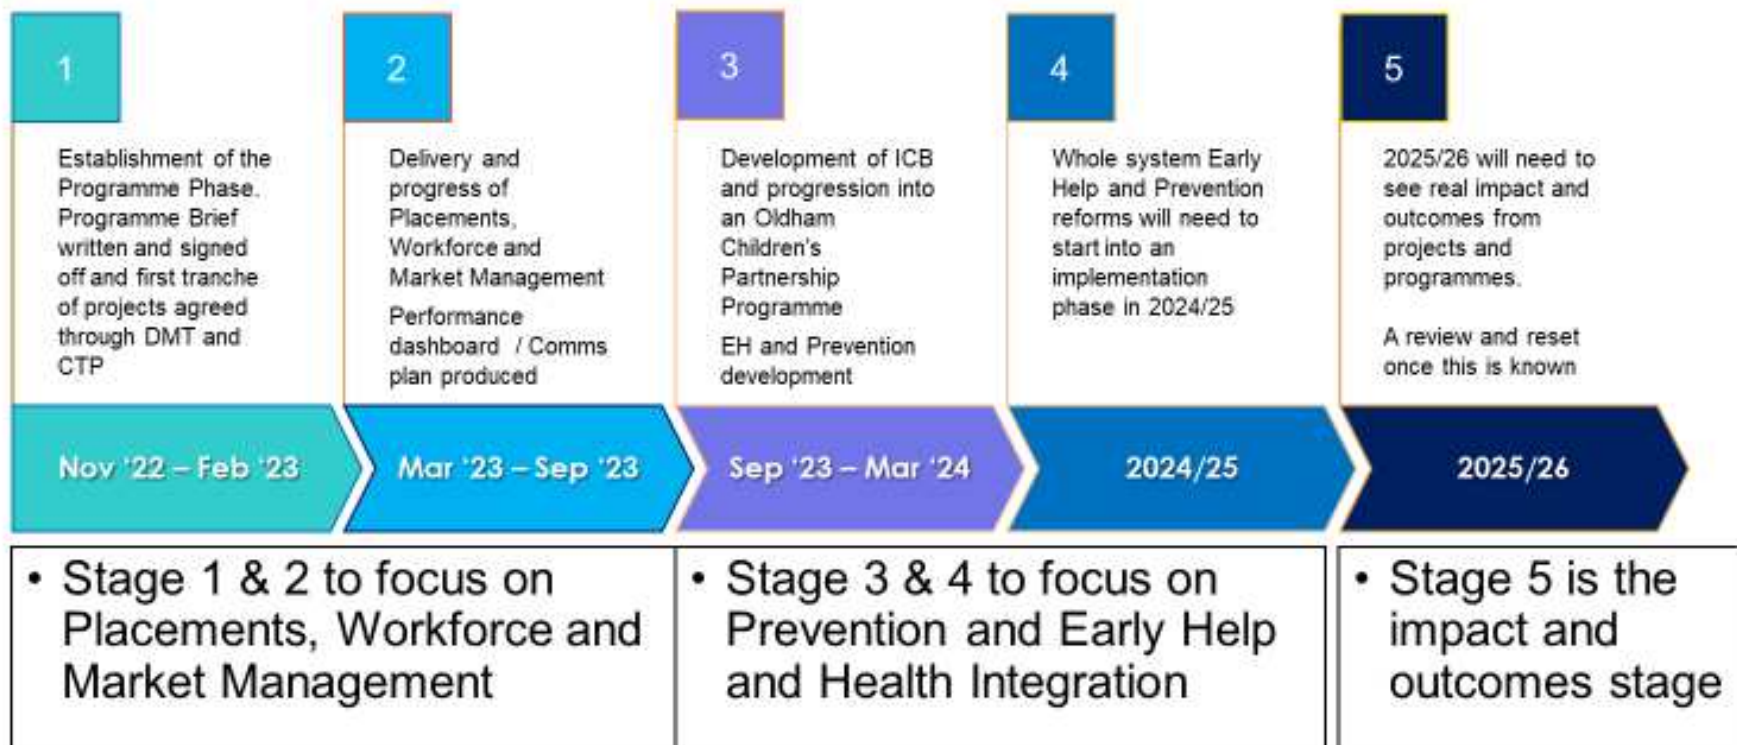 1
Establishment of the
Programme Phase.
Programme Brief
written and signed
off and first tranche
of projects agreed
through DMT and
CTP
Nov ‘22 – Feb ‘23
2
Delivery and
progress of
Placements,
Workforce and
Market Management
Performance
dashboard / Comms
plan produced
Mar ‘23 – Sep ‘23
3
Development of ICB
and progression into
an Oldham
Children's
Partnership
Programme
EH and Prevention
development
Sep ‘23 – Mar ‘24
4
Whole system Early
Help and Prevention
reforms will need to
start into an
implementation
phase in 2024/25
2024/25
5
2025/26 will need to
see real impact and
outcomes from
projects and
programmes.
A review and reset
once this is known
2025/26
• Stage 1 & 2 to focus on
Placements, Workforce and
Market Management
• Stage 3 & 4 to focus on
Prevention and Early Help
and Health Integration
• Stage 5 is the
impact and
outcomes stage